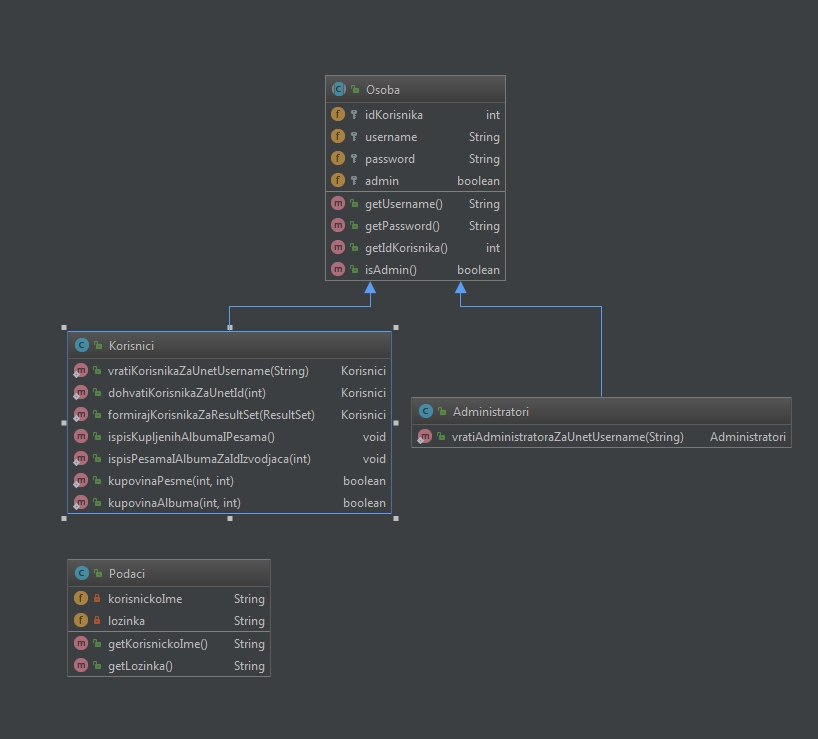 Osoba
idKorisnika int
username String
password String
admin boolean
getUsername() String
getPassword() String
getIdKorisnika() int
isAdmin() boolean
Korisnici
vratiKorisnikaZaUnetUsername(String) Korisnici
dohvatiKorisnikaZaUnetId(int) Korisnici
formirajKorisnikaZaResultSet(ResultSet) Korisnici
ispisKupljenihAlbumaIPesama() void
ispisPesamaIAlbumaZaIdIzvodjaca(int) void
kupovinaPesme(int, int) boolean
kupovinaAlbuma(int, int) boolean
Administratori
vratiAdministratoraZaUnetUsername(String) Administratori
Podaci
korisnickoIme String
lozinka String
getKorisnickoIme() String
getLozinka() String